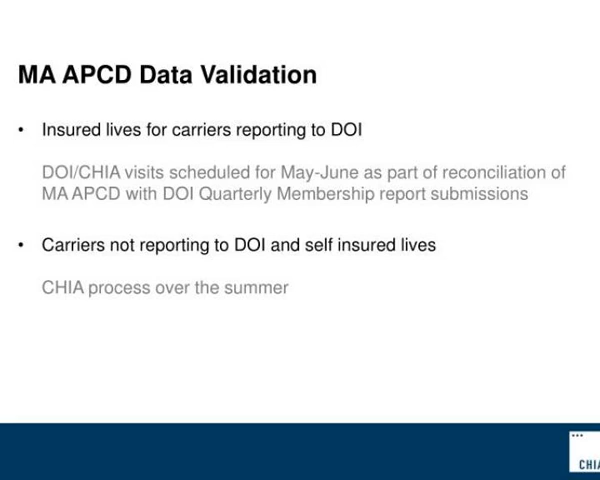 MA APCD Data Validation
• Insured lives for carriers reporting to DOI
DOI/CHIA visits scheduled for May-June as part of reconciliation of
MA APCD with DOI Quarterly Membership report submissions
• Carriers not reporting to DOI and self insured lives
CHIA process over the summer
CHIA